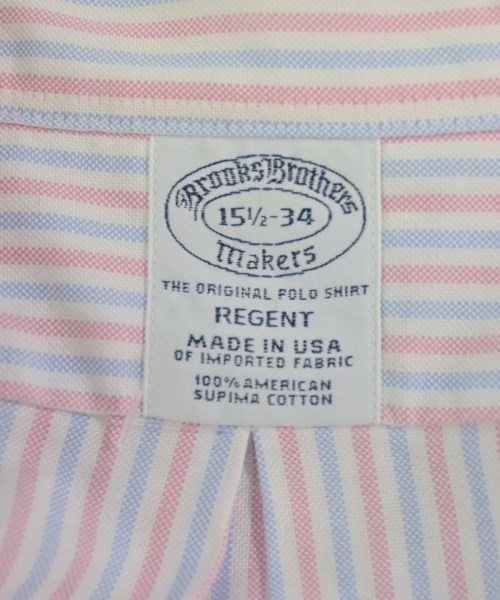 Brooks Brothers
15½-34
Makers
THE ORIGINAL POLO SHIRT
REGENT
MADE IN USA
OF IMPORTED FABRIC
100% AMERICAN
SUPIMA COTTON